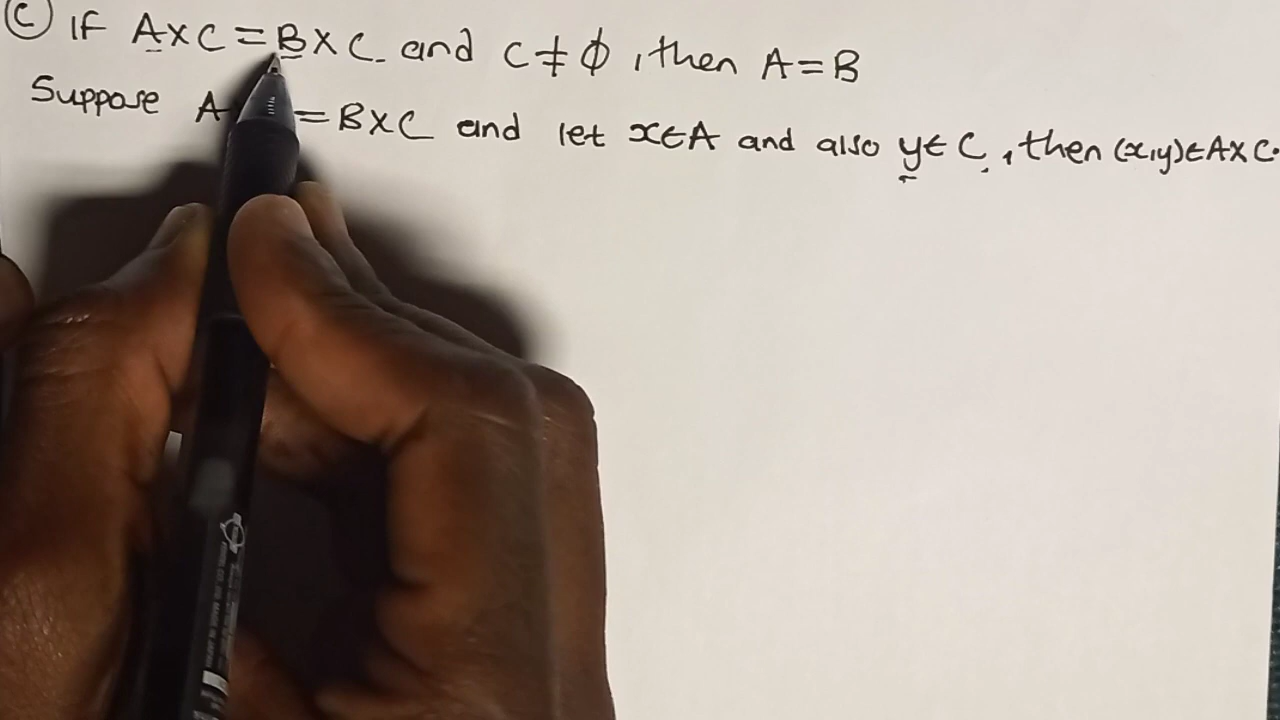 (c) If A×C = B×C and C ≠ ϕ, then A = B
Suppose A = B×C and let x∈A and also y∈C, then (x,y)∈A×C.